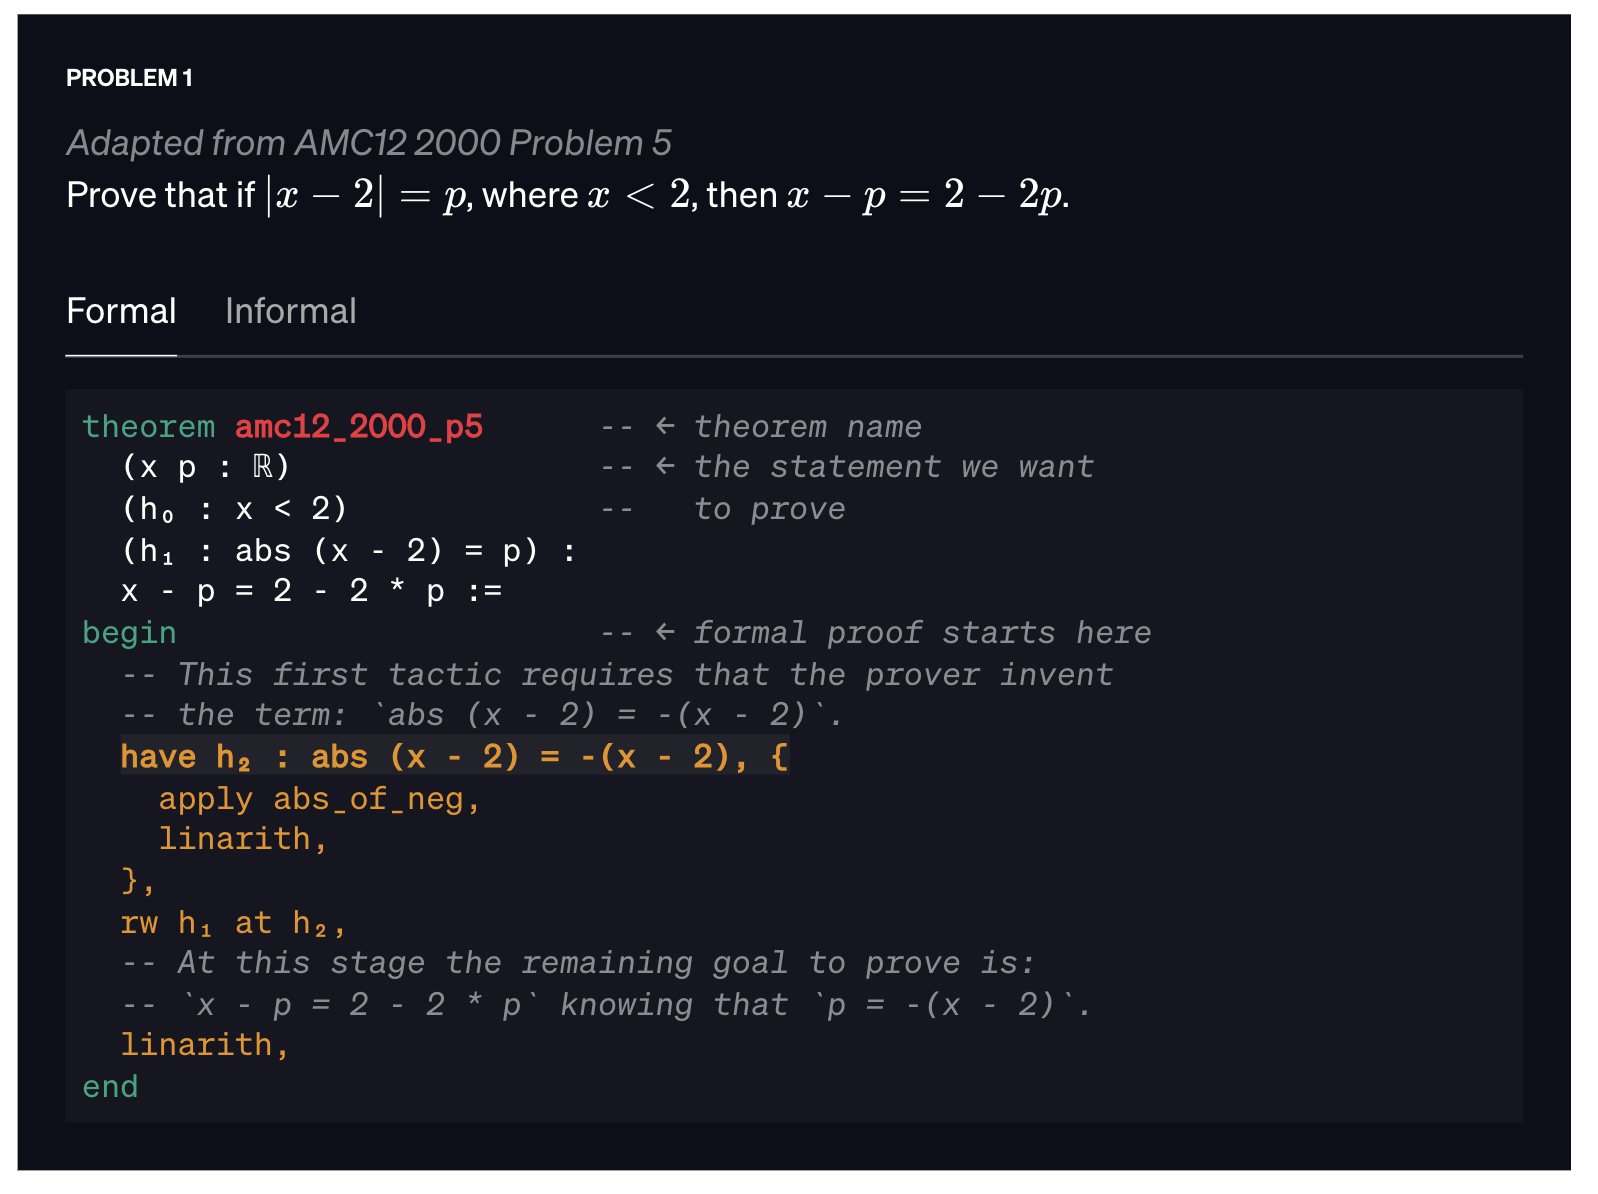 PROBLEM 1
Adapted from AMC12 2000 Problem 5
Prove that if |x − 2| = p, where x < 2, then x − p = 2 − 2p.
Formal Informal
theorem amc12_2000_p5 -- ← theorem name
(x p : ℝ) -- ← the statement we want
(h₀ : x < 2) -- to prove
(h₁ : abs (x - 2) = p) :
x - p = 2 - 2 * p :=
begin -- ← formal proof starts here
-- This first tactic requires that the prover invent
-- the term: `abs (x - 2) = -(x - 2)`.
have h₂ : abs (x - 2) = -(x - 2), {
apply abs_of_neg,
linarith,
},
rw h₁ at h₂,
-- At this stage the remaining goal to prove is:
-- `x - p = 2 - 2 * p` knowing that `p = -(x - 2)`.
linarith,
end